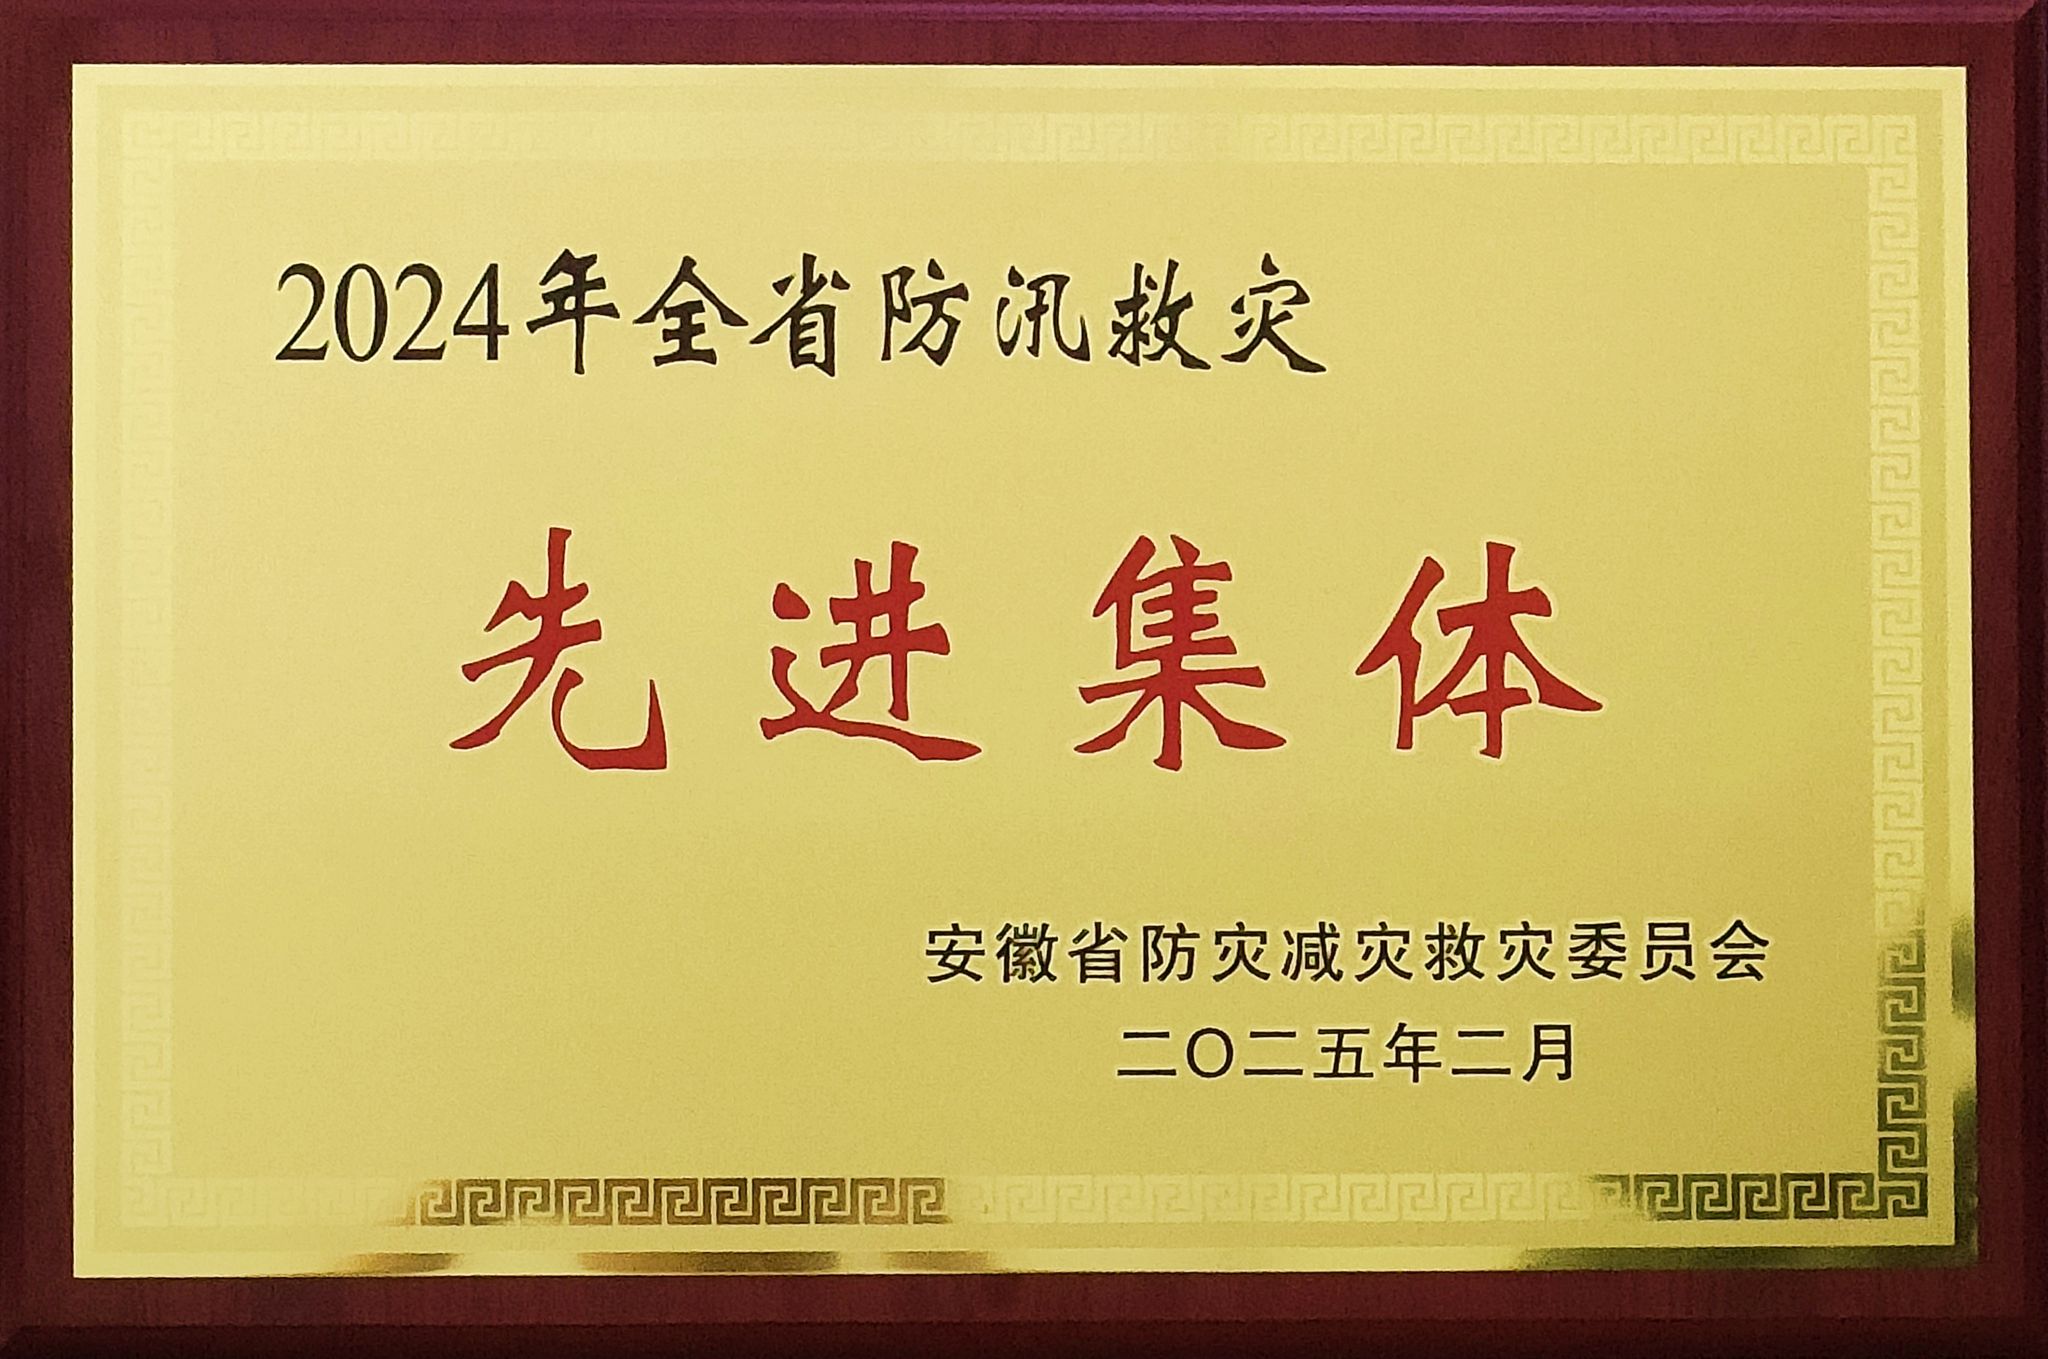 2024年全省防汛救灾
先进集体
安徽省防灾减灾救灾委员会
二〇二五年二月